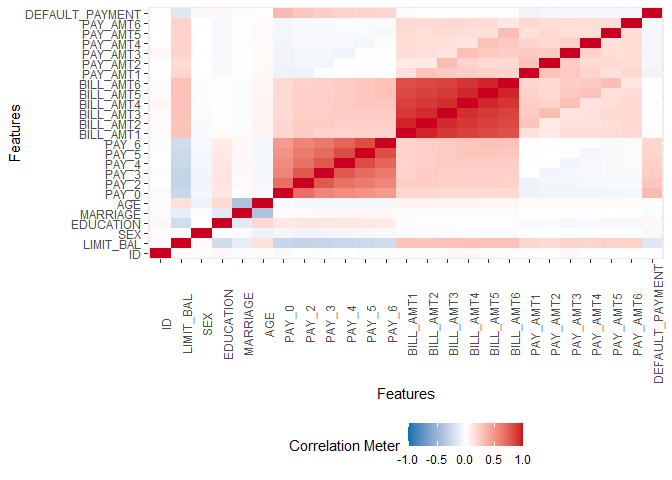 DEFAULT_PAYMENT
PAY_AMT6
PAY_AMT5
PAY_AMT4
PAY_AMT3
PAY_AMT2
PAY_AMT1
BILL_AMT6
BILL_AMT5
BILL_AMT4
BILL_AMT3
BILL_AMT2
BILL_AMT1
PAY_6
PAY_5
PAY_4
PAY_3
PAY_2
PAY_0
AGE
MARRIAGE
EDUCATION
SEX
LIMIT_BAL
ID
Features
ID
LIMIT_BAL
SEX
EDUCATION
MARRIAGE
AGE
PAY_0
PAY_2
PAY_3
PAY_4
PAY_5
PAY_6
BILL_AMT1
BILL_AMT2
BILL_AMT3
BILL_AMT4
BILL_AMT5
BILL_AMT6
PAY_AMT1
PAY_AMT2
PAY_AMT3
PAY_AMT4
PAY_AMT5
PAY_AMT6
DEFAULT_PAYMENT
Features
Correlation Meter
-1.0 -0.5 0.0 0.5 1.0